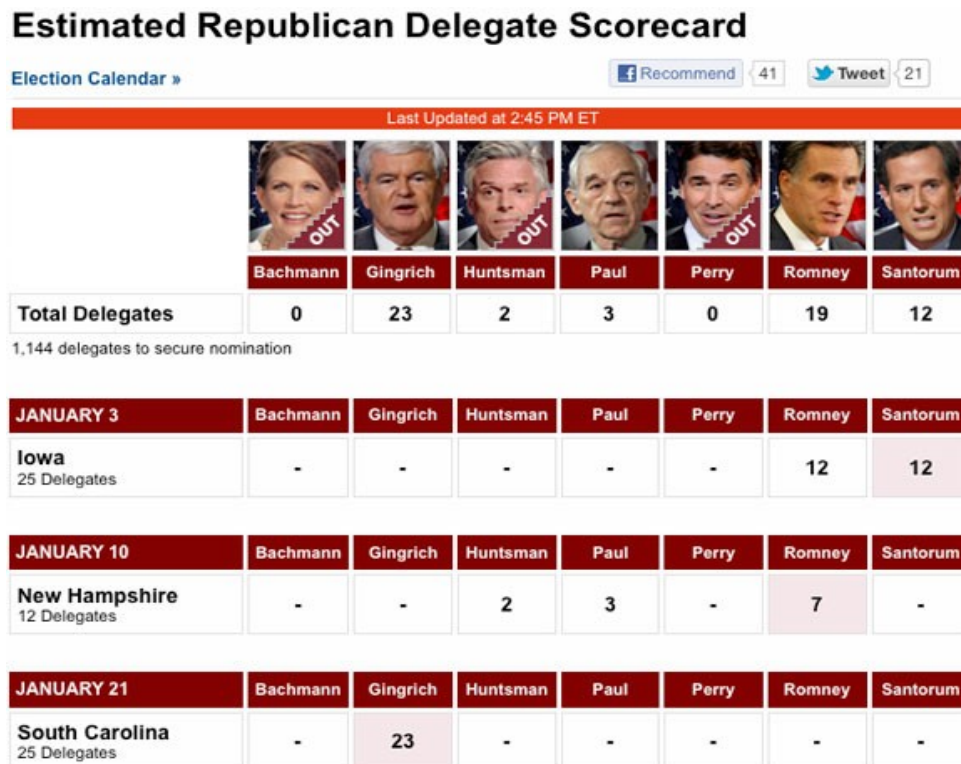 Estimated Republican Delegate Scorecard
Election Calendar »
Recommend 41 Tweet 21
Last Updated at 2:45 PM ET
OUT OUT OUT
Bachmann Gingrich Huntsman Paul Perry Romney Santorum
Total Delegates 0 23 2 3 0 19 12
1,144 delegates to secure nomination
JANUARY 3 Bachmann Gingrich Huntsman Paul Perry Romney Santorum
Iowa - - - - - 12 12
25 Delegates
JANUARY 10 Bachmann Gingrich Huntsman Paul Perry Romney Santorum
New Hampshire - - 2 3 - 7 -
12 Delegates
JANUARY 21 Bachmann Gingrich Huntsman Paul Perry Romney Santorum
South Carolina - 23 - - - - -
25 Delegates